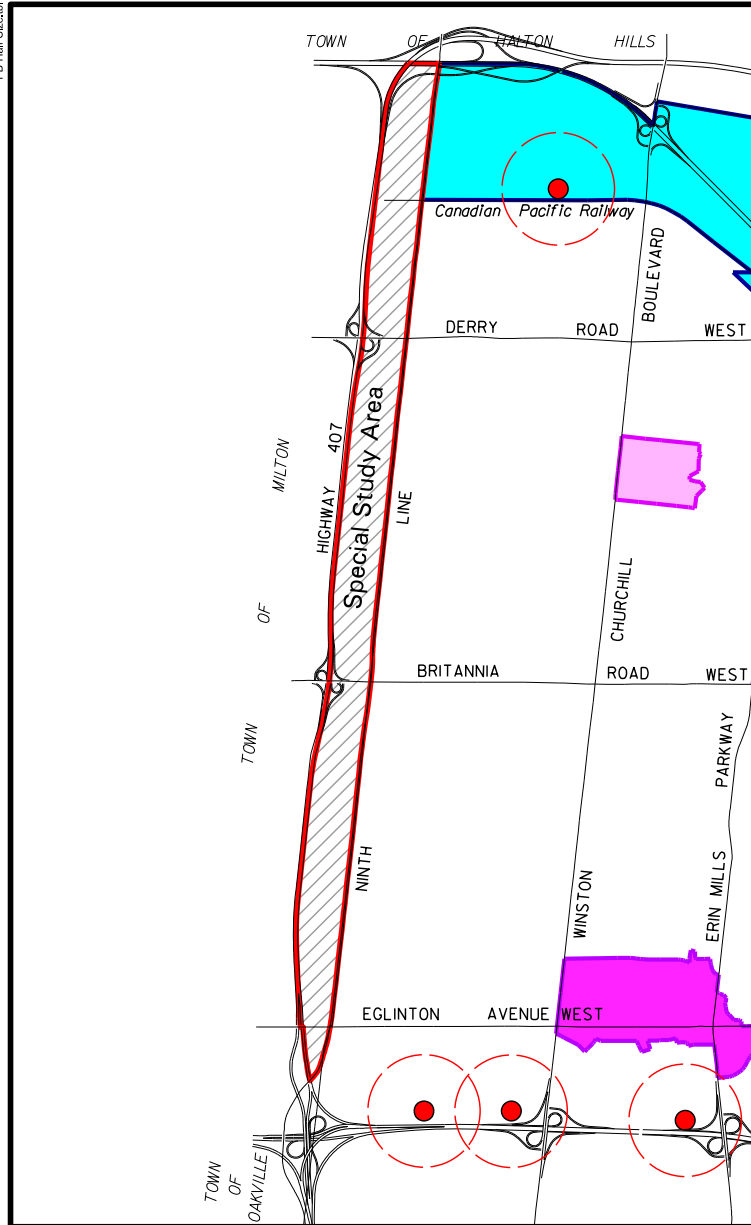 TOWN OF HALTON HILLS
Canadian Pacific Railway
BOULEVARD
DERRY ROAD WEST
MILTON
HIGHWAY 407
Special Study Area
LINE
OF
CHURCHILL
BRITANNIA ROAD WEST
TOWN
PARKWAY
NINTH
WINSTON
ERIN MILLS
EGLINTON AVENUE WEST
TOWN
OF
OAKVILLE